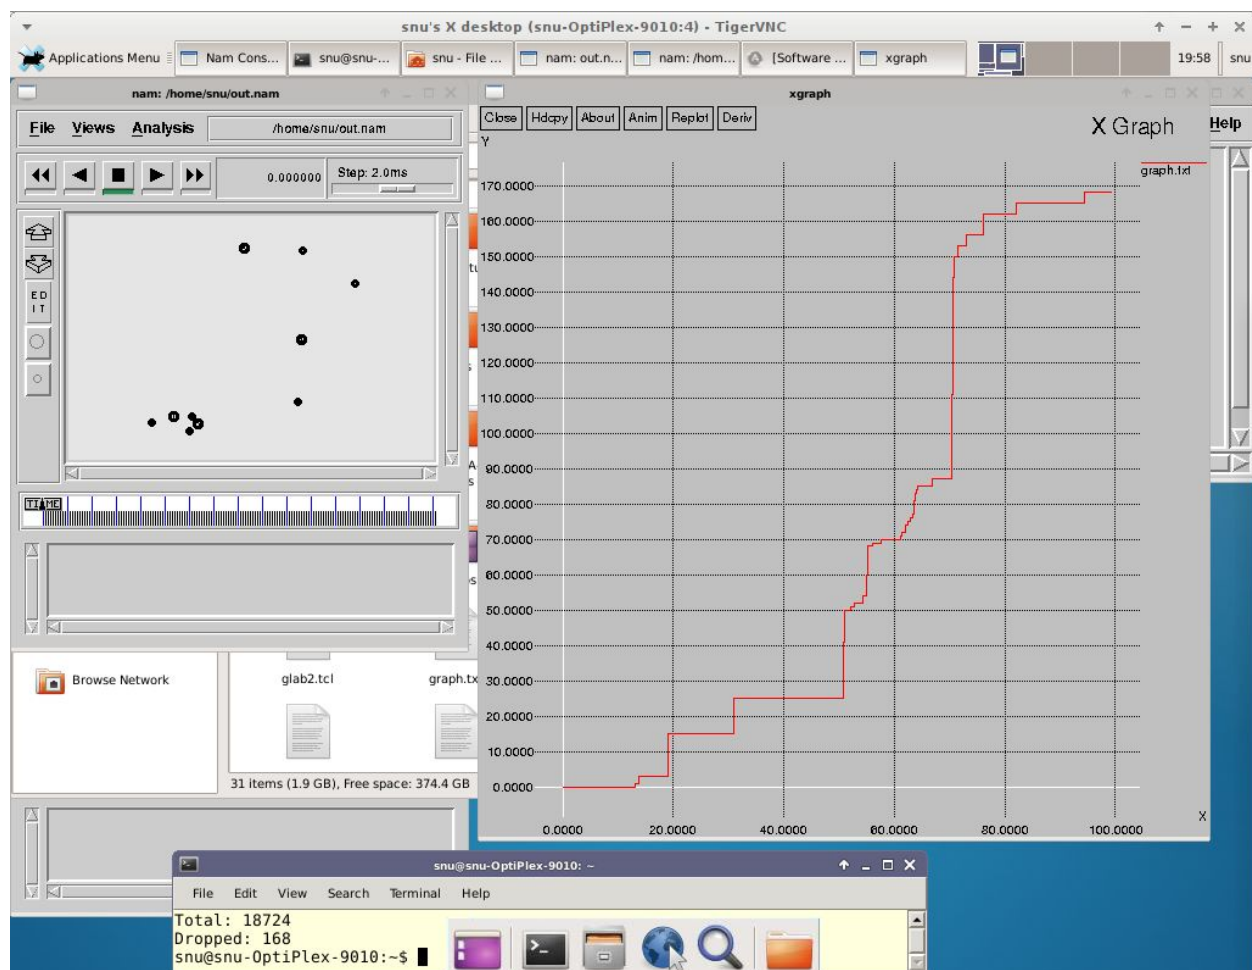 snu's X desktop (snu-OptiPlex-9010:4) - TigerVNC
Applications Menu
Nam Cons...
snu@snu-...
snu - File ...
nam: out.n...
nam: /hom...
[Software ...
xgraph
19:58
snu
nam: /home/snu/out.nam
File Views Analysis
/home/snu/out.nam
0.000000
Step: 2.0ms
E D
I T
TIME
xgraph
Close Hdcpy About Anim Replot Deriv
X Graph
Help
Y
graph.txt
170.0000
160.0000
150.0000
140.0000
130.0000
120.0000
110.0000
100.0000
90.0000
80.0000
70.0000
60.0000
50.0000
40.0000
30.0000
20.0000
10.0000
0.0000
X
0.0000 20.0000 40.0000 60.0000 80.0000 100.0000
Browse Network
glab2.tcl
graph.tx
31 items (1.9 GB), Free space: 374.4 GB
snu@snu-OptiPlex-9010: ~
File Edit View Search Terminal Help
Total: 18724
Dropped: 168
snu@snu-OptiPlex-9010:~$